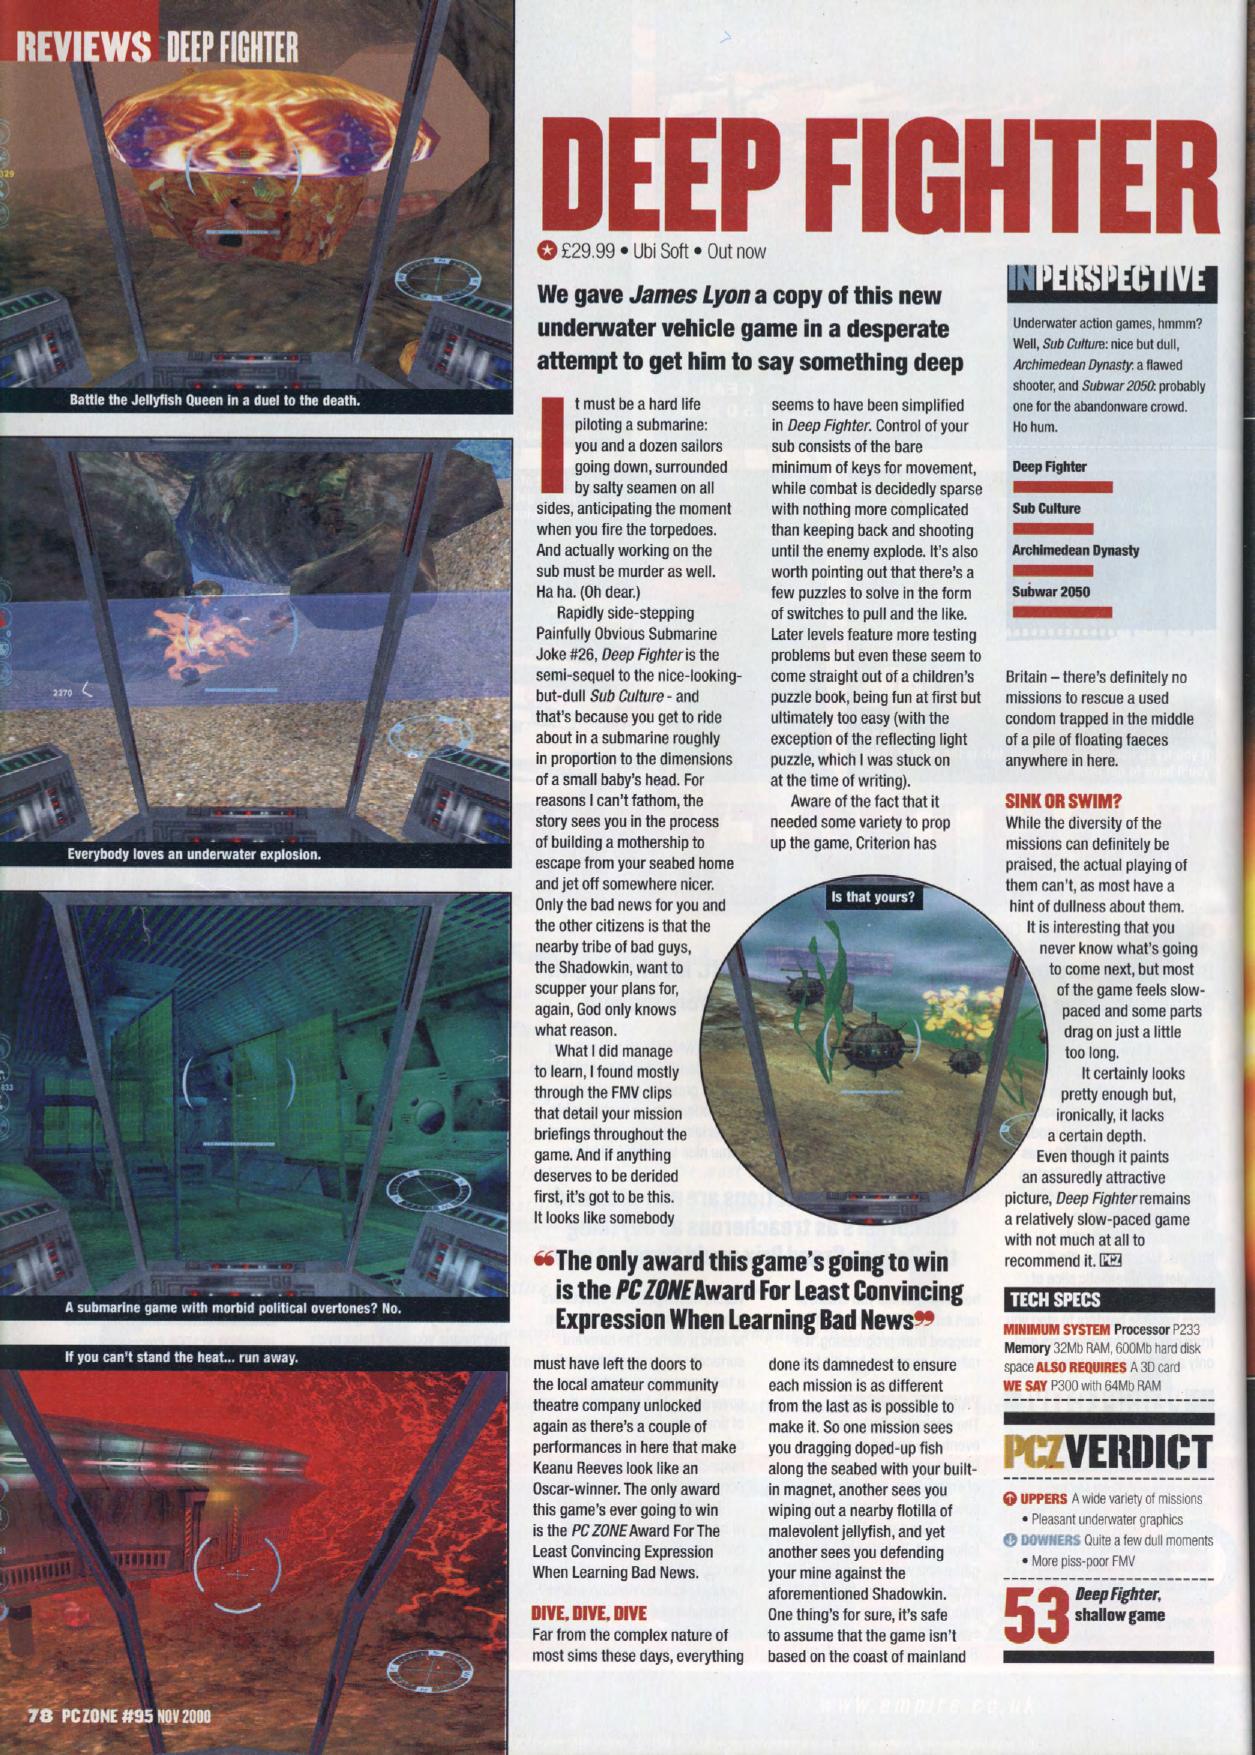 REVIEWS DEEP FIGHTER
Battle the Jellyfish Queen in a duel to the death.
2270
Everybody loves an underwater explosion.
A submarine game with morbid political overtones? No.
If you can't stand the heat... run away.
78 PCZONE #95 NOV 2000
DEEP FIGHTER
£29.99 • Ubi Soft • Out now
We gave James Lyon a copy of this new
underwater vehicle game in a desperate
attempt to get him to say something deep
It must be a hard life
piloting a submarine:
you and a dozen sailors
going down, surrounded
by salty seamen on all
sides, anticipating the moment
when you fire the torpedoes.
And actually working on the
sub must be murder as well.
Ha ha. (Oh dear.)
Rapidly side-stepping
Painfully Obvious Submarine
Joke #26, Deep Fighter is the
semi-sequel to the nice-looking-
but-dull Sub Culture - and
that's because you get to ride
about in a submarine roughly
in proportion to the dimensions
of a small baby's head. For
reasons I can't fathom, the
story sees you in the process
of building a mothership to
escape from your seabed home
and jet off somewhere nicer.
Only the bad news for you and
the other citizens is that the
nearby tribe of bad guys,
the Shadowkin, want to
scupper your plans for,
again, God only knows
what reason.
What I did manage
to learn, I found mostly
through the FMV clips
that detail your mission
briefings throughout the
game. And if anything
deserves to be derided
first, it's got to be this.
It looks like somebody
must have left the doors to
the local amateur community
theatre company unlocked
again as there's a couple of
performances in here that make
Keanu Reeves look like an
Oscar-winner. The only award
this game's ever going to win
is the PC ZONE Award For The
Least Convincing Expression
When Learning Bad News.
DIVE, DIVE, DIVE
Far from the complex nature of
most sims these days, everything
seems to have been simplified
in Deep Fighter. Control of your
sub consists of the bare
minimum of keys for movement,
while combat is decidedly sparse
with nothing more complicated
than keeping back and shooting
until the enemy explode. It's also
worth pointing out that there's a
few puzzles to solve in the form
of switches to pull and the like.
Later levels feature more testing
problems but even these seem to
come straight out of a children's
puzzle book, being fun at first but
ultimately too easy (with the
exception of the reflecting light
puzzle, which I was stuck on
at the time of writing).
Aware of the fact that it
needed some variety to prop
up the game, Criterion has
Is that yours?
“The only award this game's going to win
is the PC ZONE Award For Least Convincing
Expression When Learning Bad News”
done its damnedest to ensure
each mission is as different
from the last as is possible to
make it. So one mission sees
you dragging doped-up fish
along the seabed with your built-
in magnet, another sees you
wiping out a nearby flotilla of
malevolent jellyfish, and yet
another sees you defending
your mine against the
aforementioned Shadowkin.
One thing's for sure, it's safe
to assume that the game isn't
based on the coast of mainland
INPERSPECTIVE
Underwater action games, hmmm?
Well, Sub Culture: nice but dull,
Archimedean Dynasty: a flawed
shooter, and Subwar 2050: probably
one for the abandonware crowd.
Ho hum.
Deep Fighter
Sub Culture
Archimedean Dynasty
Subwar 2050
Britain – there's definitely no
missions to rescue a used
condom trapped in the middle
of a pile of floating faeces
anywhere in here.
SINK OR SWIM?
While the diversity of the
missions can definitely be
praised, the actual playing of
them can't, as most have a
hint of dullness about them.
It is interesting that you
never know what's going
to come next, but most
of the game feels slow-
paced and some parts
drag on just a little
too long.
It certainly looks
pretty enough but,
ironically, it lacks
a certain depth.
Even though it paints
an assuredly attractive
picture, Deep Fighter remains
a relatively slow-paced game
with not much at all to
recommend it. PCZ
TECH SPECS
MINIMUM SYSTEM Processor P233
Memory 32Mb RAM, 600Mb hard disk
space ALSO REQUIRES A 3D card
WE SAY P300 with 64Mb RAM
PCZVERDICT
UPPERS A wide variety of missions
• Pleasant underwater graphics
DOWNERS Quite a few dull moments
• More piss-poor FMV
53 Deep Fighter,
shallow game
www.empire.co.uk